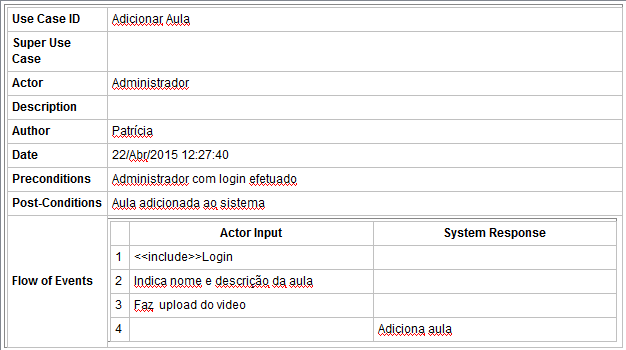 Use Case ID Adicionar Aula
Super Use
Case
Actor Administrador
Description
Author Patrícia
Date 22/Abr/2015 12:27:40
Preconditions Administrador com login efetuado
Post-Conditions Aula adicionada ao sistema
Flow of Events
Actor Input System Response
1 <<include>>Login
2 Indica nome e descrição da aula
3 Faz upload do video
4 Adiciona aula